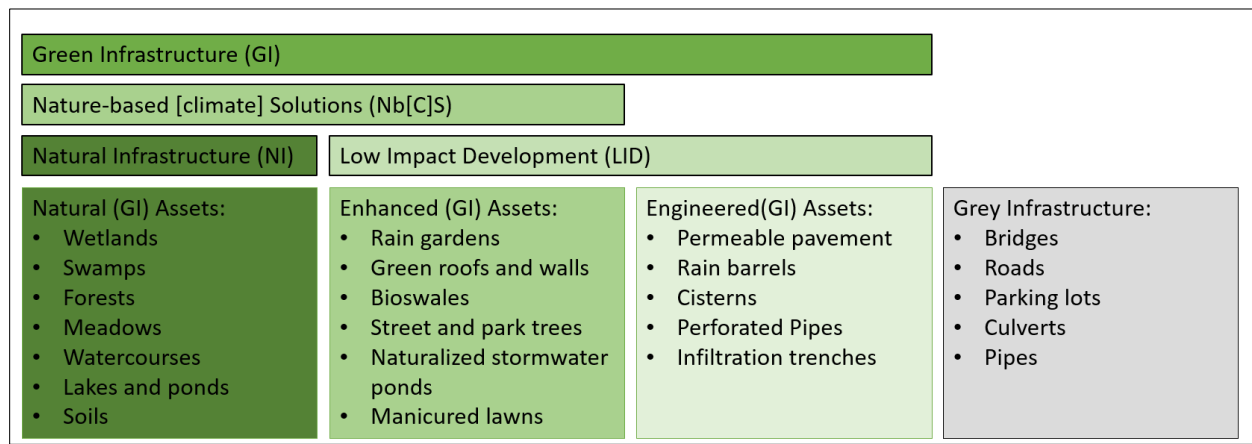 Green Infrastructure (GI)
Nature-based [climate] Solutions (Nb[C]S)
Natural Infrastructure (NI)
Low Impact Development (LID)
Natural (GI) Assets:
• Wetlands
• Swamps
• Forests
• Meadows
• Watercourses
• Lakes and ponds
• Soils
Enhanced (GI) Assets:
• Rain gardens
• Green roofs and walls
• Bioswales
• Street and park trees
• Naturalized stormwater
ponds
• Manicured lawns
Engineered(GI) Assets:
• Permeable pavement
• Rain barrels
• Cisterns
• Perforated Pipes
• Infiltration trenches
Grey Infrastructure:
• Bridges
• Roads
• Parking lots
• Culverts
• Pipes